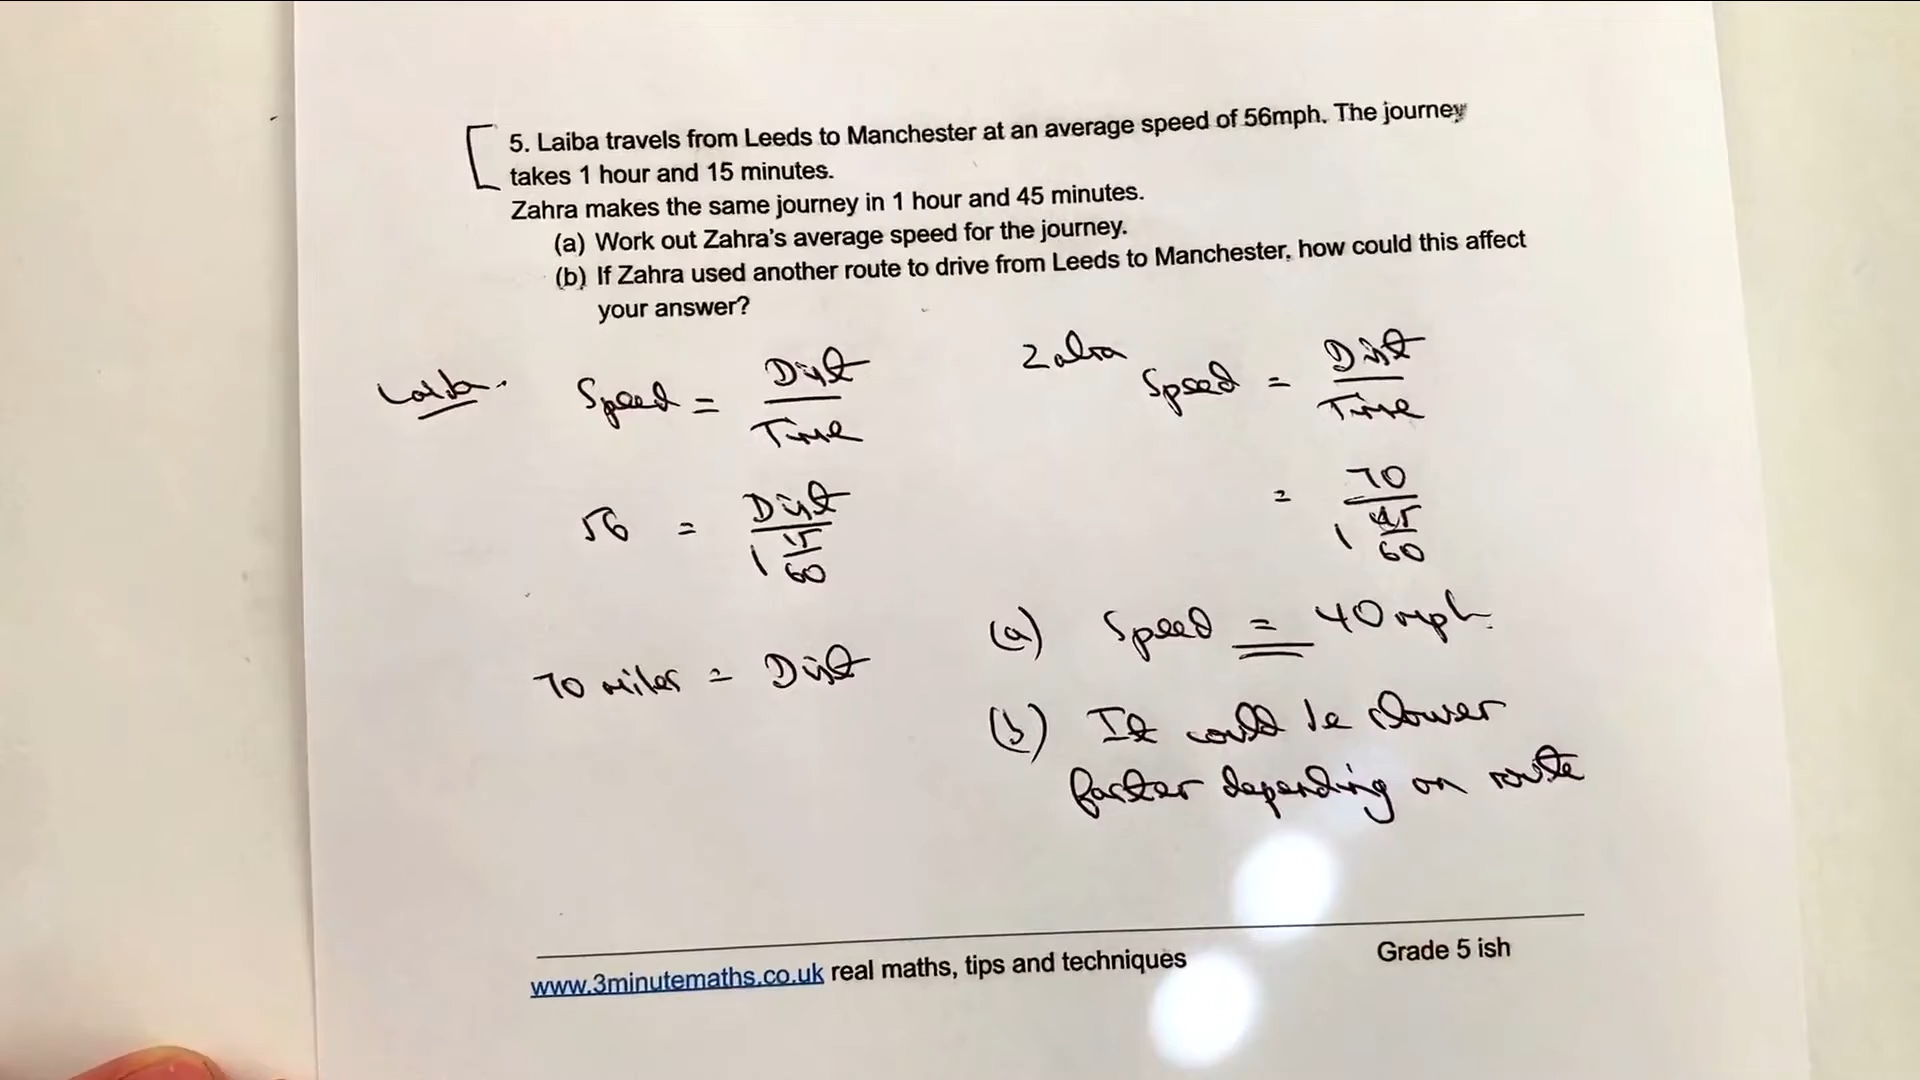 5. Laiba travels from Leeds to Manchester at an average speed of 56mph. The journey
takes 1 hour and 15 minutes.
Zahra makes the same journey in 1 hour and 45 minutes.
(a) Work out Zahra's average speed for the journey.
(b) If Zahra used another route to drive from Leeds to Manchester, how could this affect
your answer?
Laiba.
Speed = Dist
Time
56 = Dist
1 15
60
70 miles = Dist
Zahra
Speed = Dist
Time
= 70
1 45
60
(a) Speed = 40 mph.
(b) It could be slower
faster depending on route
www.3minutemaths.co.uk real maths, tips and techniques
Grade 5 ish